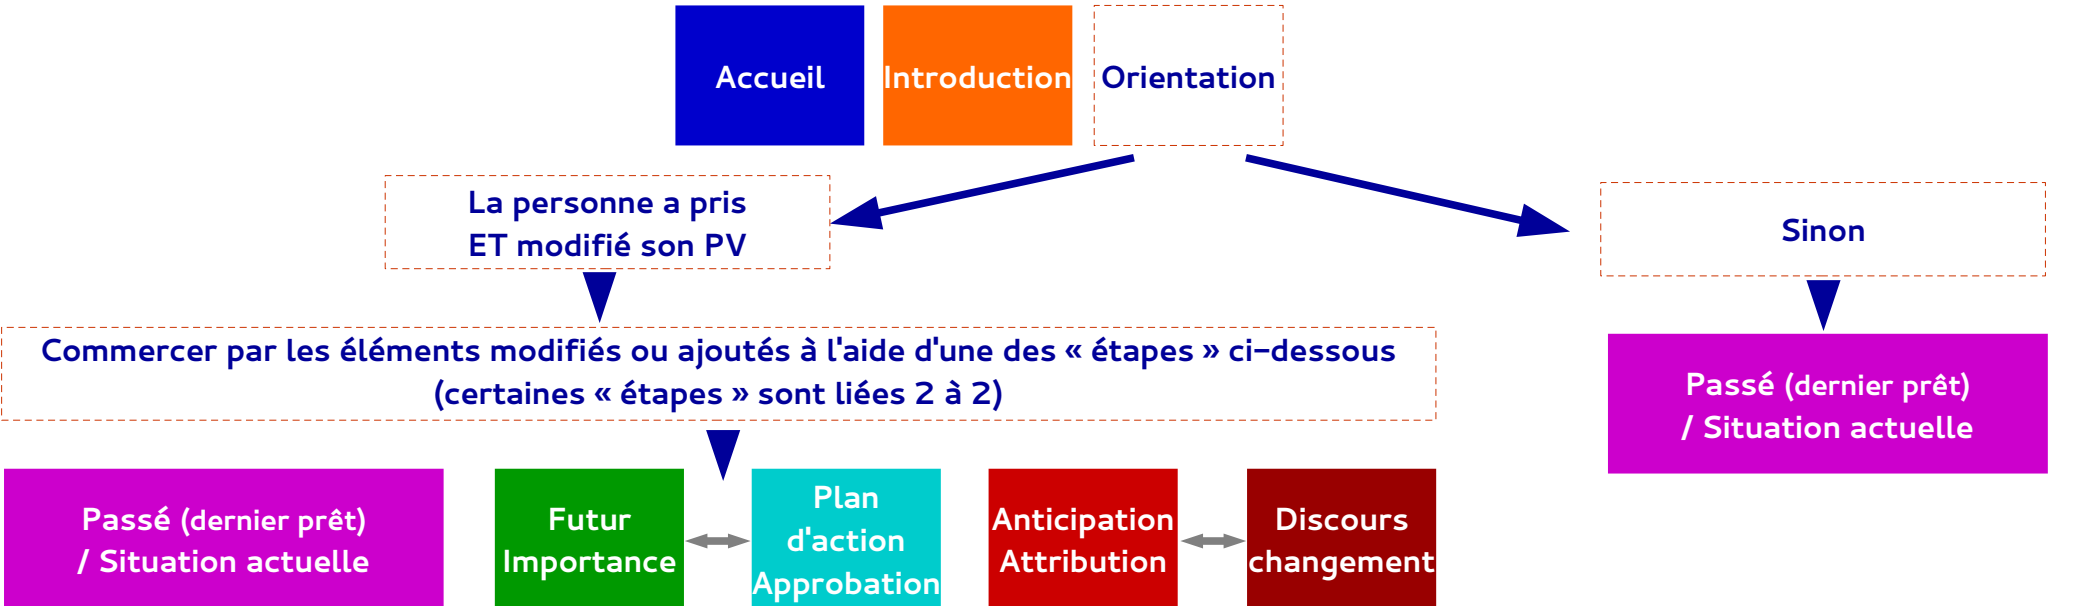 Accueil
Introduction
Orientation
La personne a pris
ET modifié son PV
Sinon
Commercer par les éléments modifiés ou ajoutés à l'aide d'une des « étapes » ci-dessous
(certaines « étapes » sont liées 2 à 2)
Passé (dernier prêt)
/ Situation actuelle
Passé (dernier prêt)
/ Situation actuelle
Futur
Importance
Plan
d'action
Approbation
Anticipation
Attribution
Discours
changement